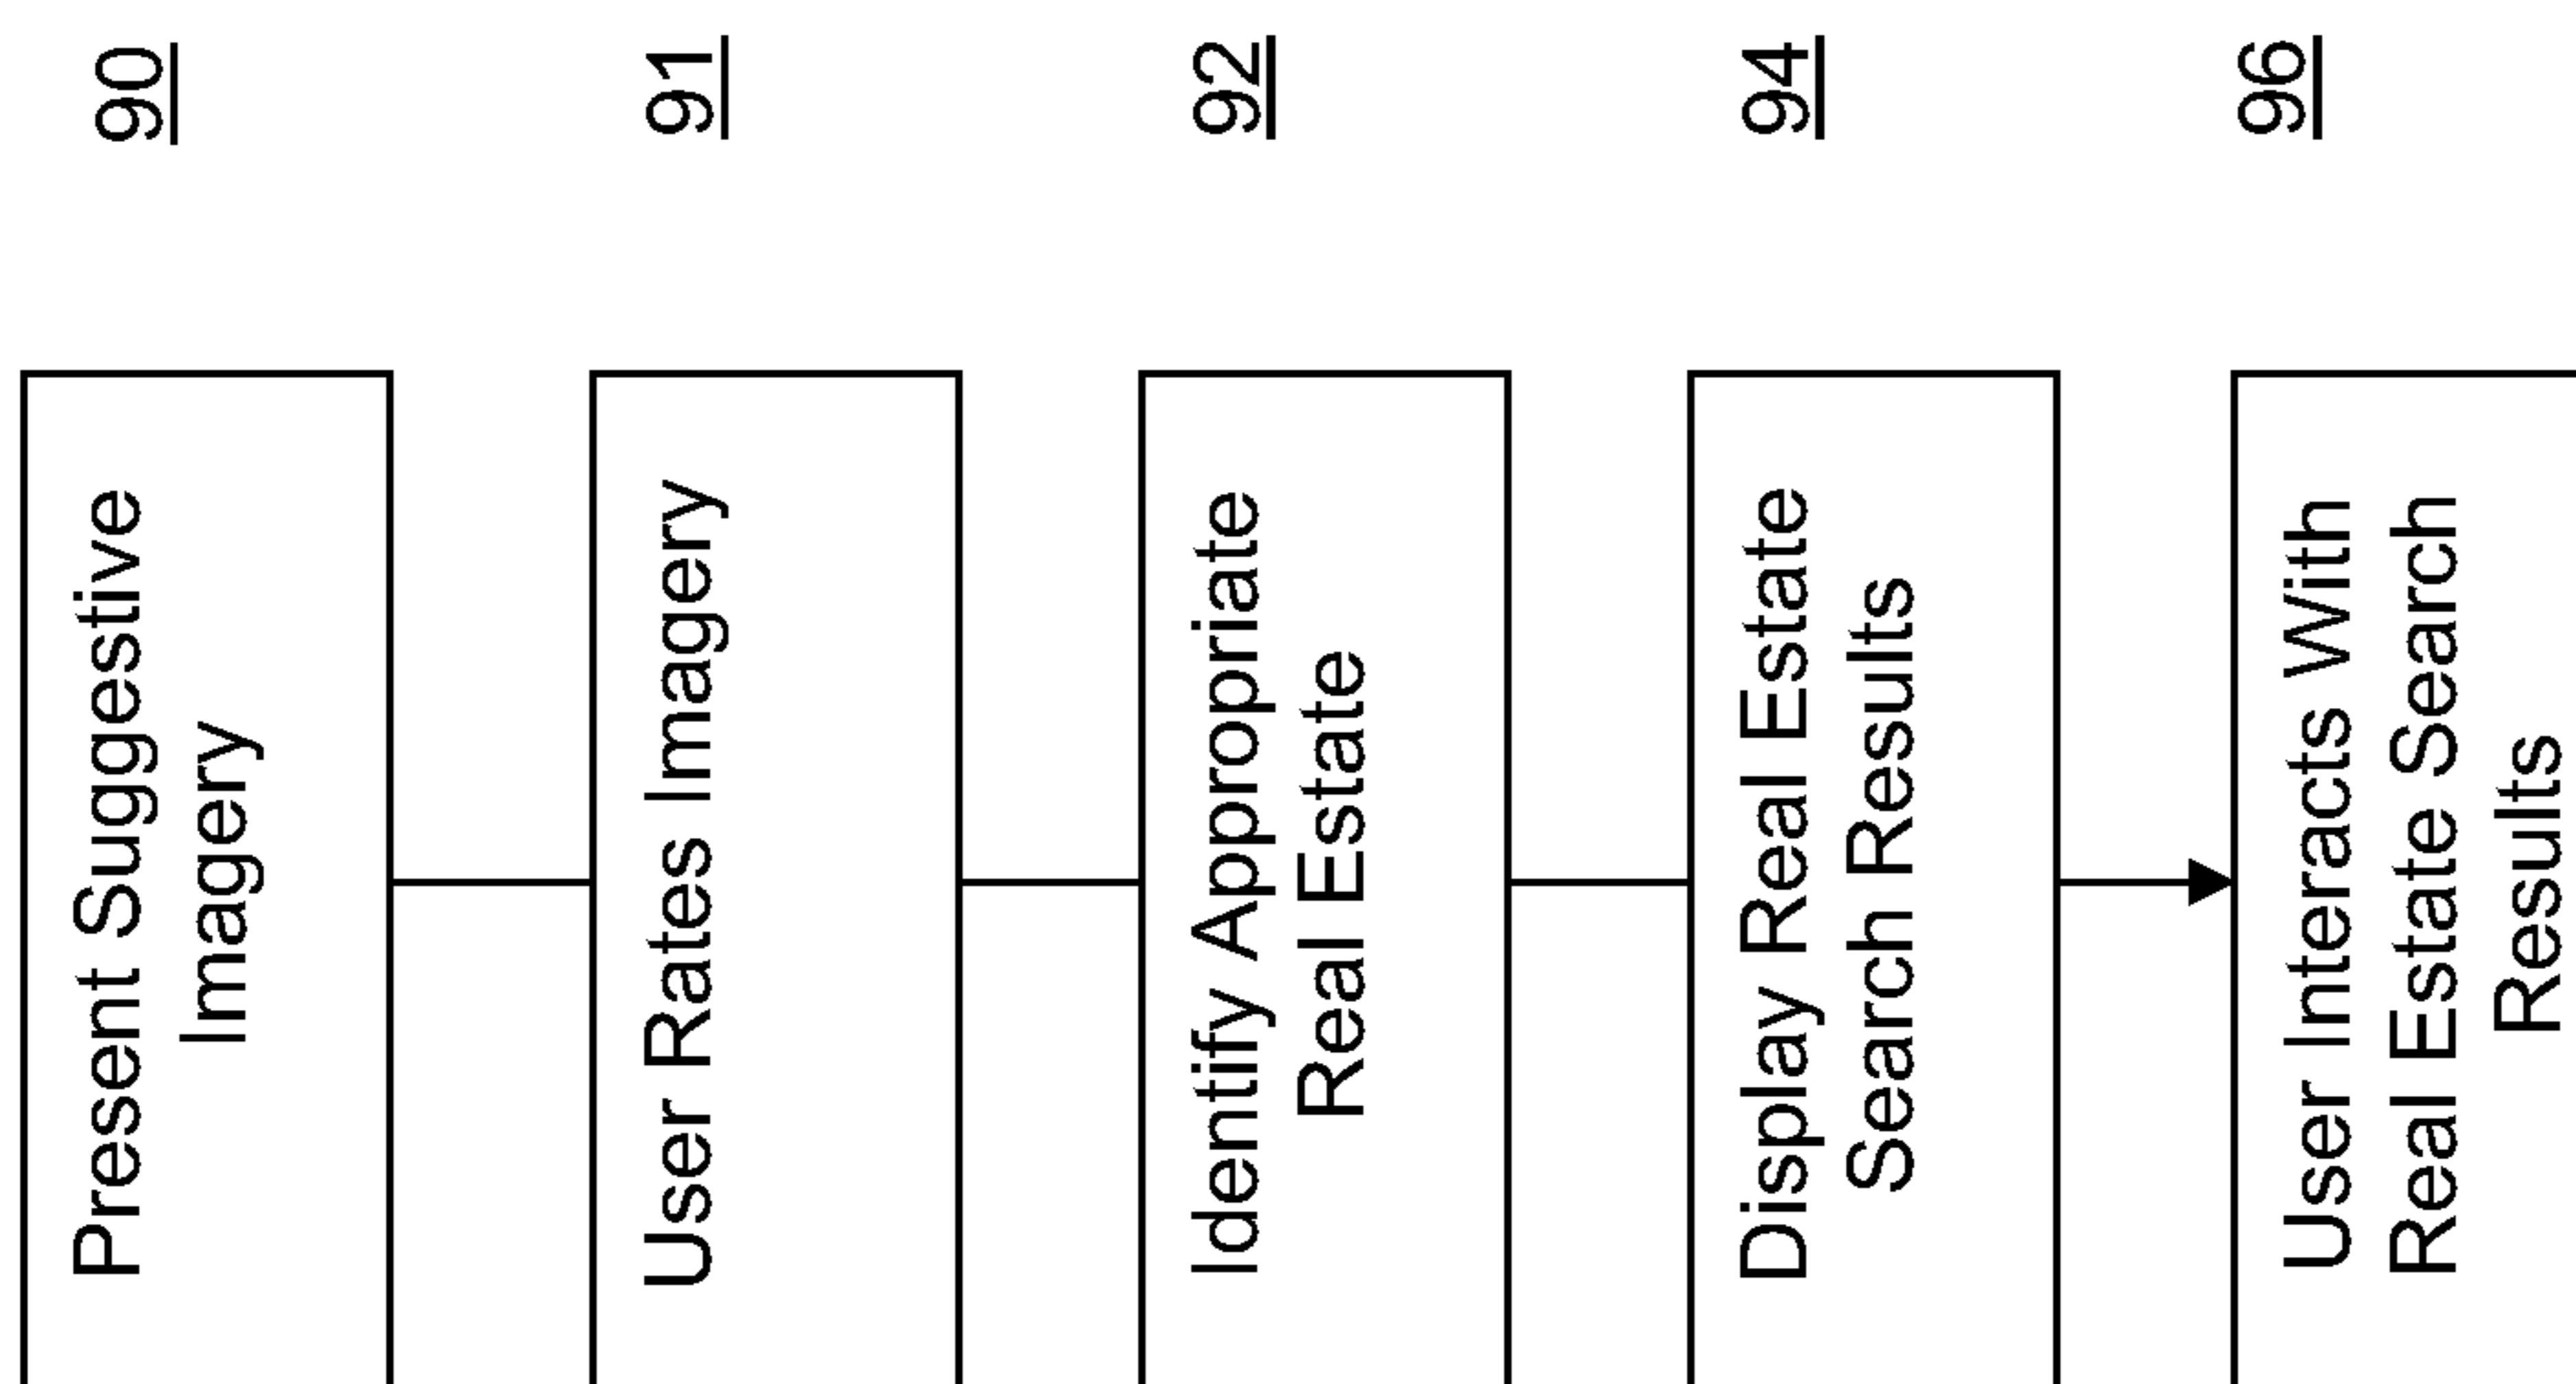 Present Suggestive
Imagery
90
User Rates Imagery
91
Identify Appropriate
Real Estate
92
Display Real Estate
Search Results
94
User Interacts With
Real Estate Search
Results
96